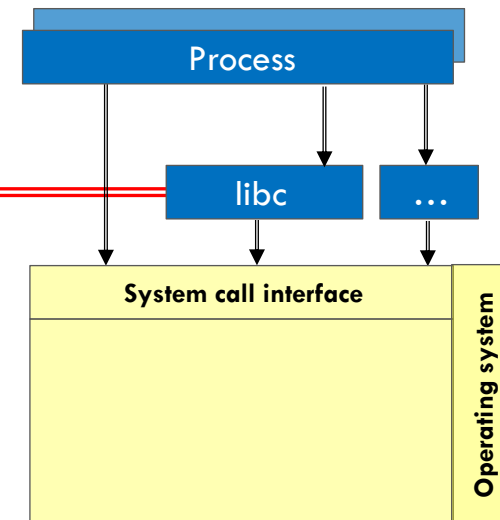 Process
libc
...
System call interface
Operating system